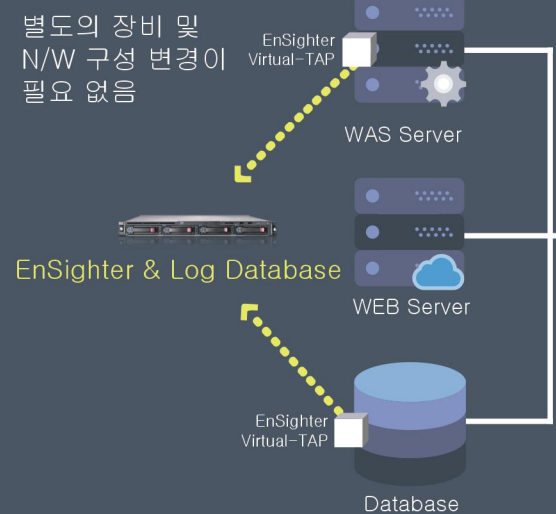 별도의 장비 및
N/W 구성 변경이
필요 없음
EnSighter
Virtual-TAP
WAS Server
EnSighter & Log Database
WEB Server
EnSighter
Virtual-TAP
Database